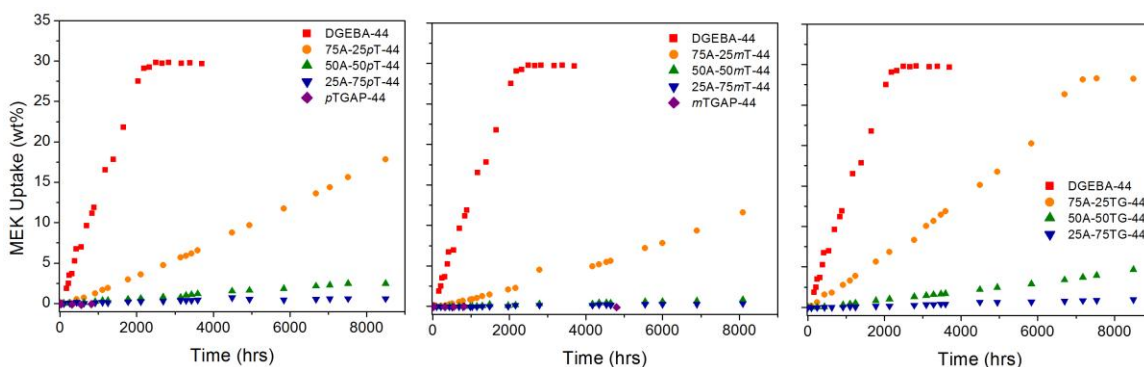 35
30
25
20
15
10
5
0
MEK Uptake (wt%)
DGEBA-44
75A-25pT-44
50A-50pT-44
25A-75pT-44
pTGAP-44
0 2000 4000 6000 8000
Time (hrs)
DGEBA-44
75A-25mT-44
50A-50mT-44
25A-75mT-44
mTGAP-44
0 2000 4000 6000 8000
Time (hrs)
DGEBA-44
75A-25TG-44
50A-50TG-44
25A-75TG-44
0 2000 4000 6000 8000
Time (hrs)